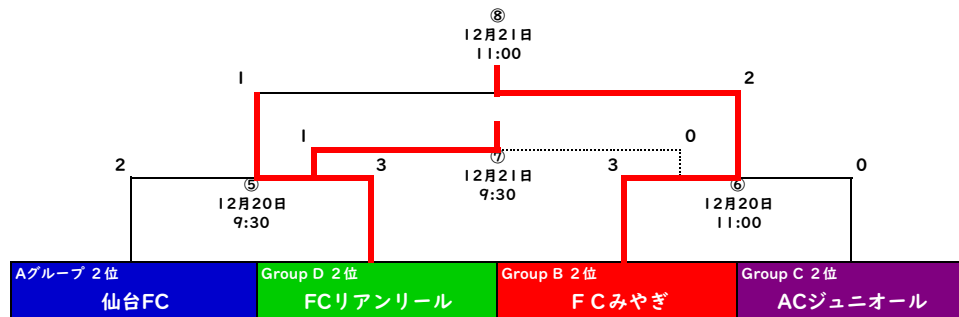 ⑧
12月21日
11:00
1
2
1
0
2
3
⑦
3
0
12月21日
9:30
⑤
12月20日
9:30
⑥
12月20日
11:00
Aグループ 2位
仙台FC
Group D 2位
FCリアンリール
Group B 2位
FCみやぎ
Group C 2位
ACジュニオール